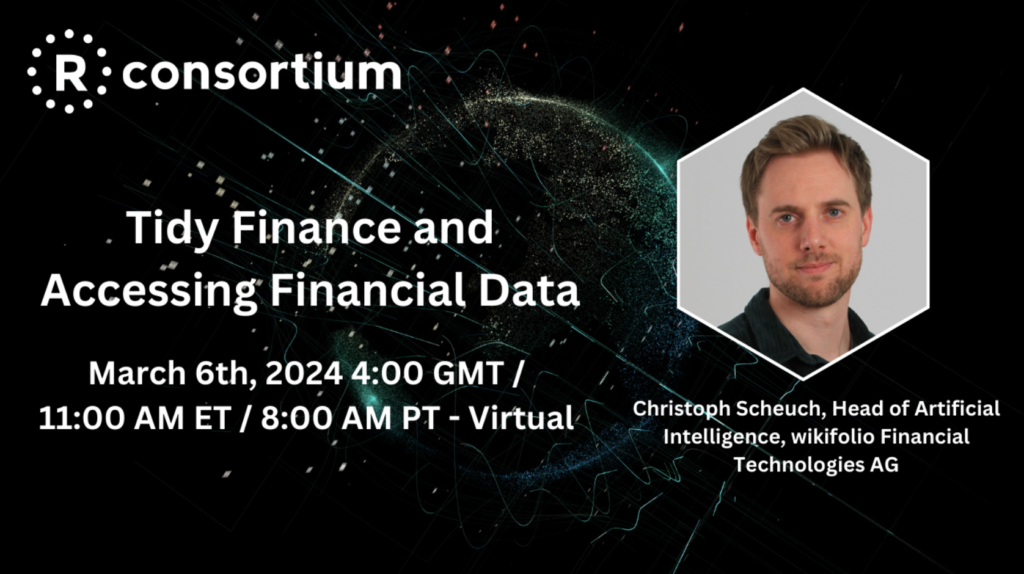 R consortium
Tidy Finance and
Accessing Financial Data
March 6th, 2024 4:00 GMT /
11:00 AM ET / 8:00 AM PT - Virtual
Christoph Scheuch, Head of Artificial
Intelligence, wikifolio Financial
Technologies AG